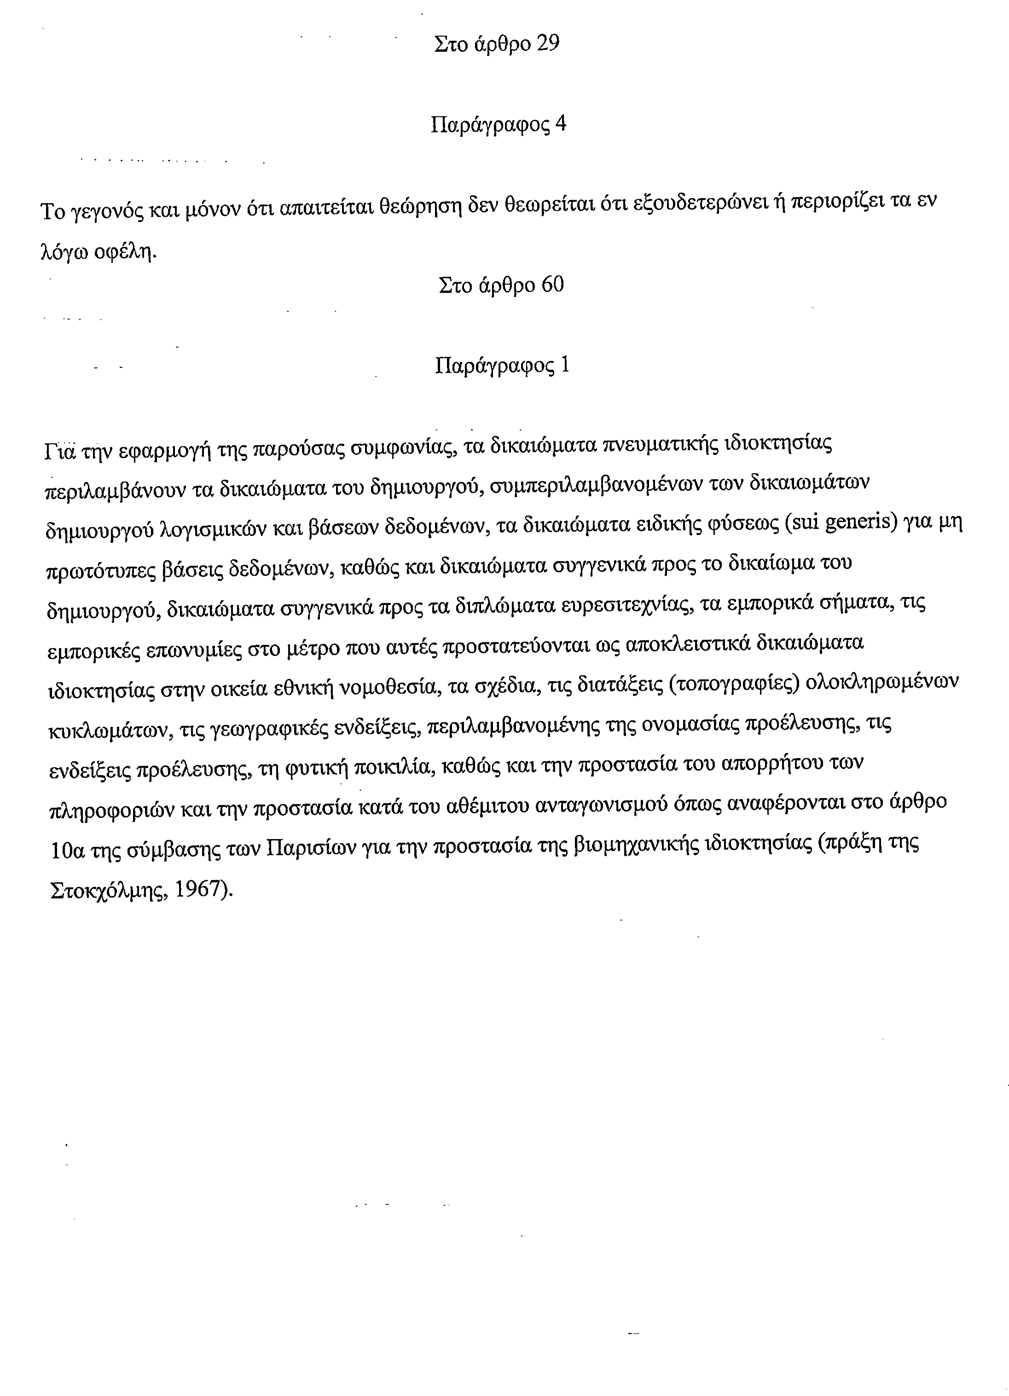 Στο άρθρο 29
Παράγραφος 4
Το γεγονός και μόνον ότι απαιτείται θεώρηση δεν θεωρείται ότι εξουδετερώνει ή περιορίζει τα εν
λόγω οφέλη.
Στο άρθρο 60
Παράγραφος 1
Για την εφαρμογή της παρούσας συμφωνίας, τα δικαιώματα πνευματικής ιδιοκτησίας
περιλαμβάνουν τα δικαιώματα του δημιουργού, συμπεριλαμβανομένων των δικαιωμάτων
δημιουργού λογισμικών και βάσεων δεδομένων, τα δικαιώματα ειδικής φύσεως (sui generis) για μη
πρωτότυπες βάσεις δεδομένων, καθώς και δικαιώματα συγγενικά προς το δικαίωμα του
δημιουργού, δικαιώματα συγγενικά προς τα διπλώματα ευρεσιτεχνίας, τα εμπορικά σήματα, τις
εμπορικές επωνυμίες στο μέτρο που αυτές προστατεύονται ως αποκλειστικά δικαιώματα
ιδιοκτησίας στην οικεία εθνική νομοθεσία, τα σχέδια, τις διατάξεις (τοπογραφίες) ολοκληρωμένων
κυκλωμάτων, τις γεωγραφικές ενδείξεις, περιλαμβανομένης της ονομασίας προέλευσης, τις
ενδείξεις προέλευσης, τη φυτική ποικιλία, καθώς και την προστασία του απορρήτου των
πληροφοριών και την προστασία κατά του αθέμιτου ανταγωνισμού όπως αναφέρονται στο άρθρο
10α της σύμβασης των Παρισίων για την προστασία της βιομηχανικής ιδιοκτησίας (πράξη της
Στοκχόλμης, 1967).